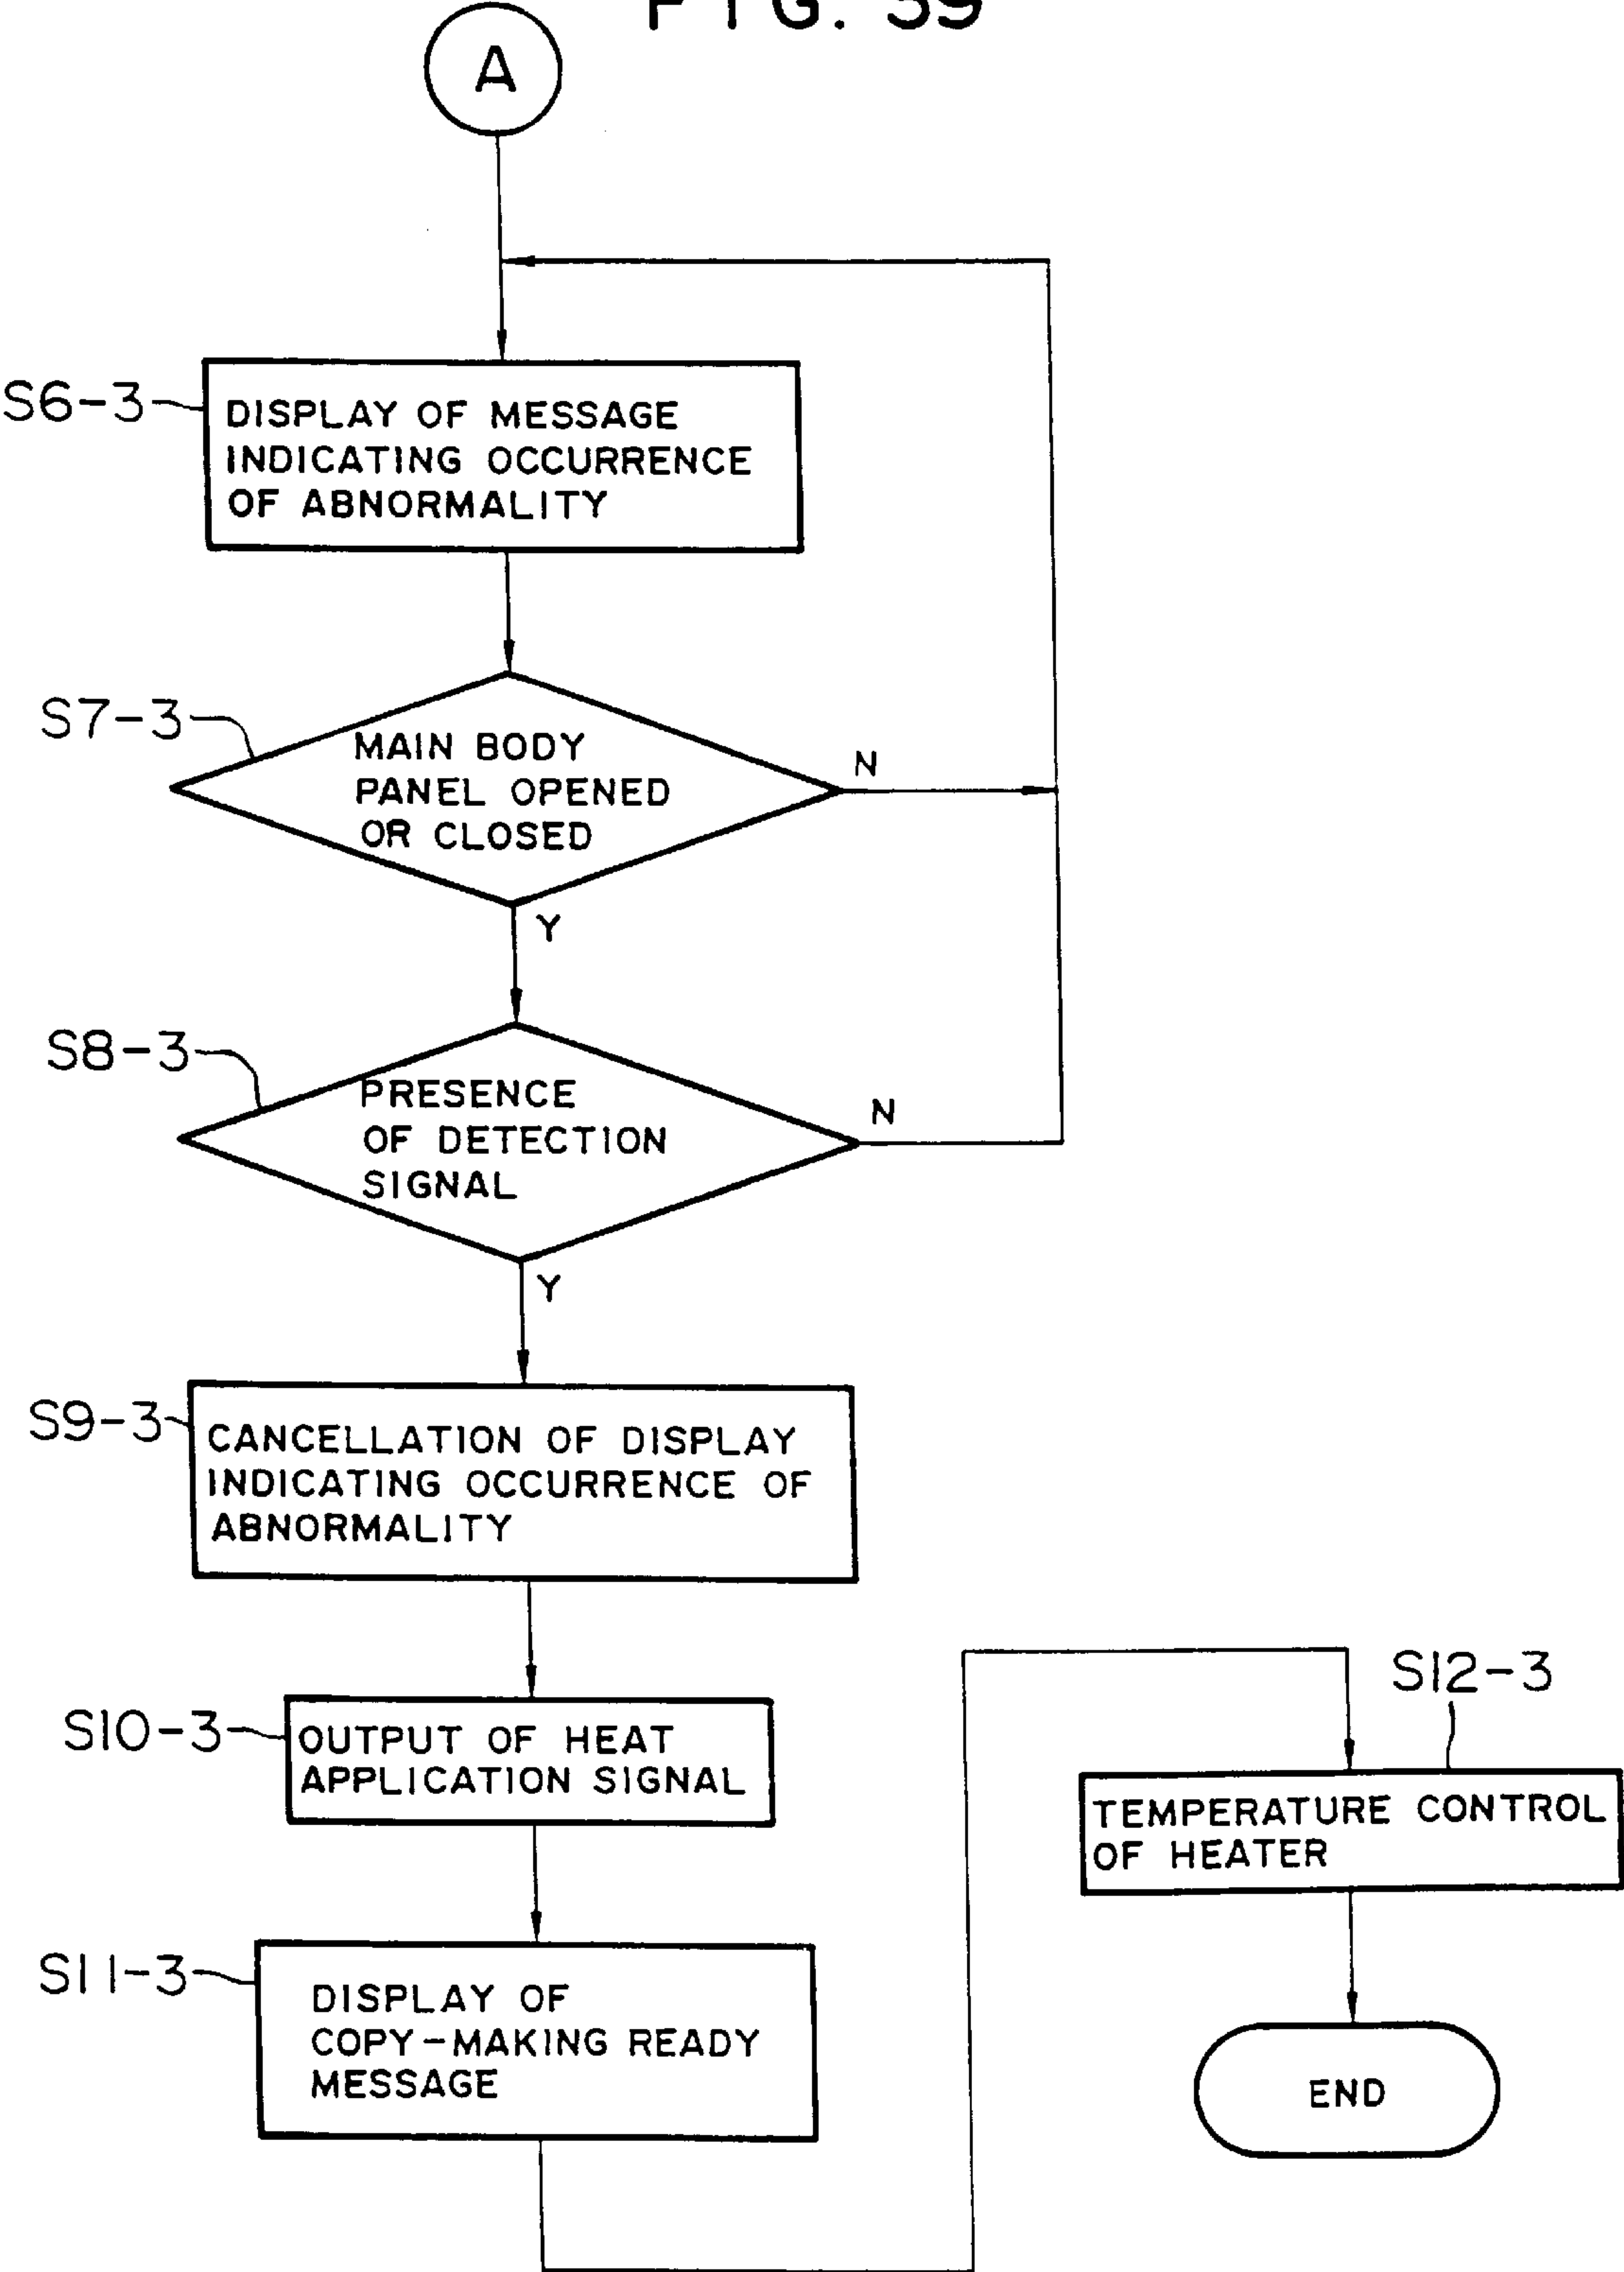 FIG. 39
A
S6-3
DISPLAY OF MESSAGE
INDICATING OCCURRENCE
OF ABNORMALITY
S7-3
MAIN BODY
PANEL OPENED
OR CLOSED
N
Y
S8-3
PRESENCE
OF DETECTION
SIGNAL
N
Y
S9-3
CANCELLATION OF DISPLAY
INDICATING OCCURRENCE OF
ABNORMALITY
S10-3
OUTPUT OF HEAT
APPLICATION SIGNAL
S11-3
DISPLAY OF
COPY-MAKING READY
MESSAGE
S12-3
TEMPERATURE CONTROL
OF HEATER
END